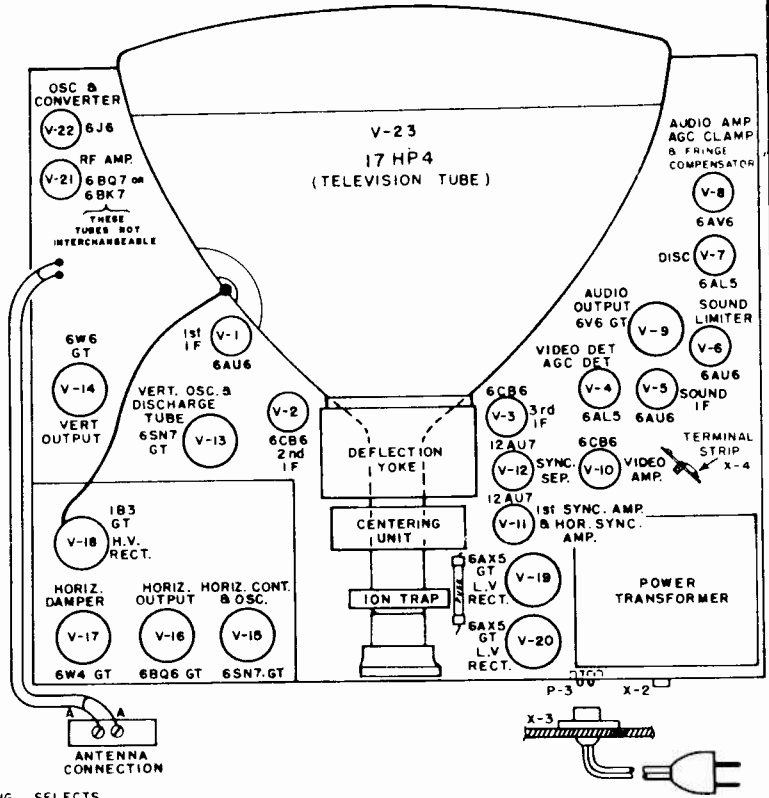 OSC &
CONVERTER
V-22 6J6
RF AMP.
V-21 6BQ7 OR
6BK7
THESE
TUBES NOT
INTERCHANGEABLE
V-23
17 HP4
(TELEVISION TUBE)
AUDIO AMP
AGC CLAMP
& FRINGE
COMPENSATOR
V-8
6AV6
DISC V-7
6AL5
AUDIO
OUTPUT
6V6 GT
V-9
SOUND
LIMITER
V-6
6AU6
1st
IF
V-1
6AU6
6W6
GT
V-14
VERT
OUTPUT
VERT. OSC. &
DISCHARGE
TUBE
6SN7
GT
V-13
V-2
6CB6
2nd
IF
VIDEO DET
AGC DET
V-4
6AL5
V-5
SOUND
IF
6AU6
6CB6
V-3
3rd
IF
DEFLECTION
YOKE
12AU7
V-12
SYNC.
SEP.
6CB6
V-10
VIDEO
AMP.
TERMINAL
STRIP
X-4
12AU7
V-11
1st SYNC. AMP.
& HOR. SYNC.
AMP.
CENTERING
UNIT
1B3
GT
V-18
H.V.
RECT.
ION TRAP
FUSE
6AX5
GT
L.V
RECT.
V-19
POWER
TRANSFORMER
HORIZ.
DAMPER
V-17
6W4 GT
HORIZ.
OUTPUT
V-16
6BQ6 GT
HORIZ. CONT.
& OSC.
V-15
6SN7. GT
6AX5
GT
L.V
RECT.
V-20
P-3
X-2
X-3
A A
ANTENNA
CONNECTION
NG SELECTS